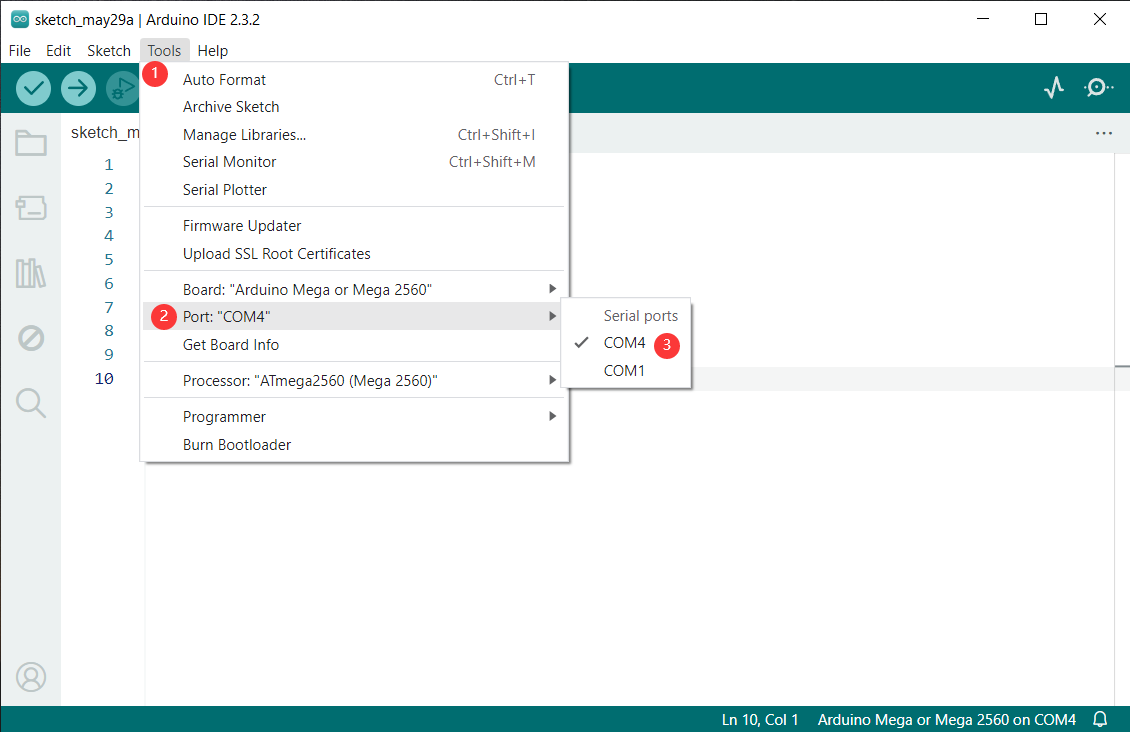 sketch_may29a | Arduino IDE 2.3.2
File Edit Sketch Tools Help
1
Auto Format Ctrl+T
Archive Sketch
Manage Libraries... Ctrl+Shift+I
Serial Monitor Ctrl+Shift+M
Serial Plotter
Firmware Updater
Upload SSL Root Certificates
Board: "Arduino Mega or Mega 2560"
2 Port: "COM4"
Get Board Info
Processor: "ATmega2560 (Mega 2560)"
Programmer
Burn Bootloader
Serial ports
COM4 3
COM1
sketch_m
1
2
3
4
5
6
7
8
9
10
Ln 10, Col 1 Arduino Mega or Mega 2560 on COM4